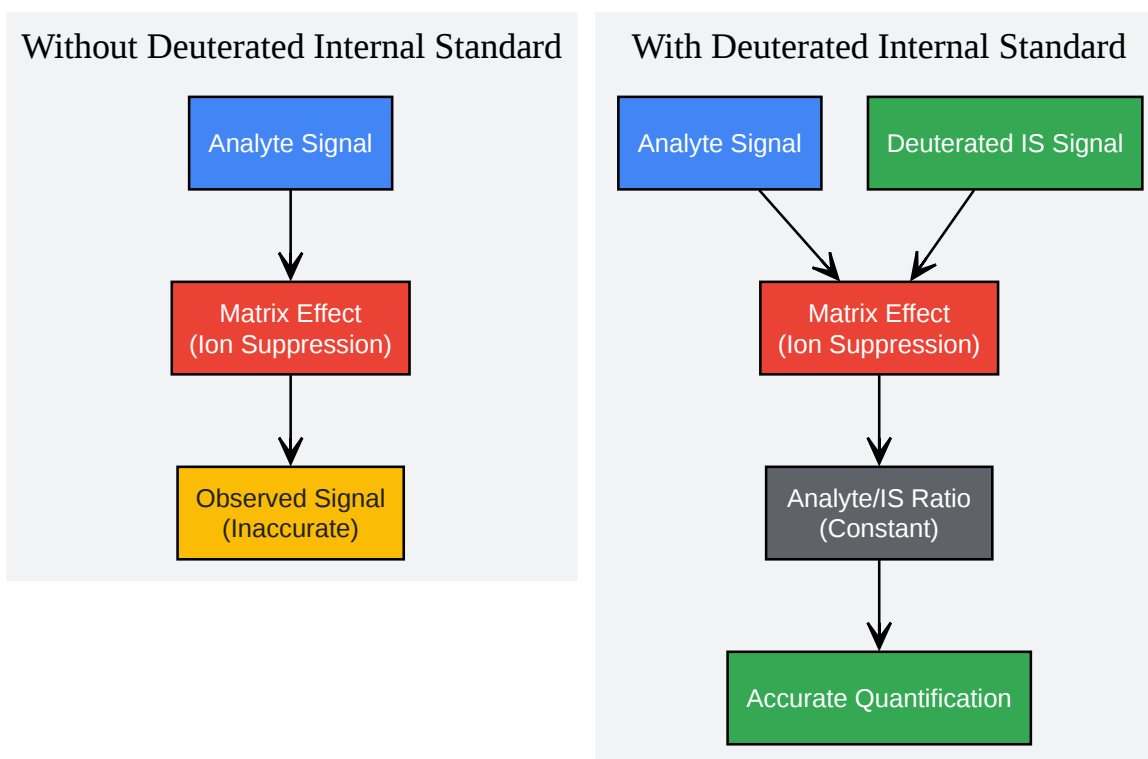 Without Deuterated Internal Standard
Analyte Signal
Matrix Effect
(Ion Suppression)
Observed Signal
(Inaccurate)
With Deuterated Internal Standard
Analyte Signal
Deuterated IS Signal
Matrix Effect
(Ion Suppression)
Analyte/IS Ratio
(Constant)
Accurate Quantification